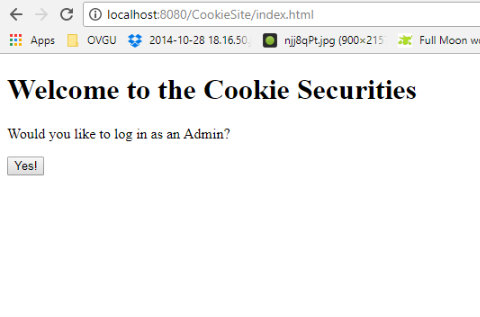 localhost:8080/CookieSite/index.html
Apps OVGU 2014-10-28 18.16.50. njj8qPt.jpg (900×215 Full Moon wo
Welcome to the Cookie Securities
Would you like to log in as an Admin?
Yes!